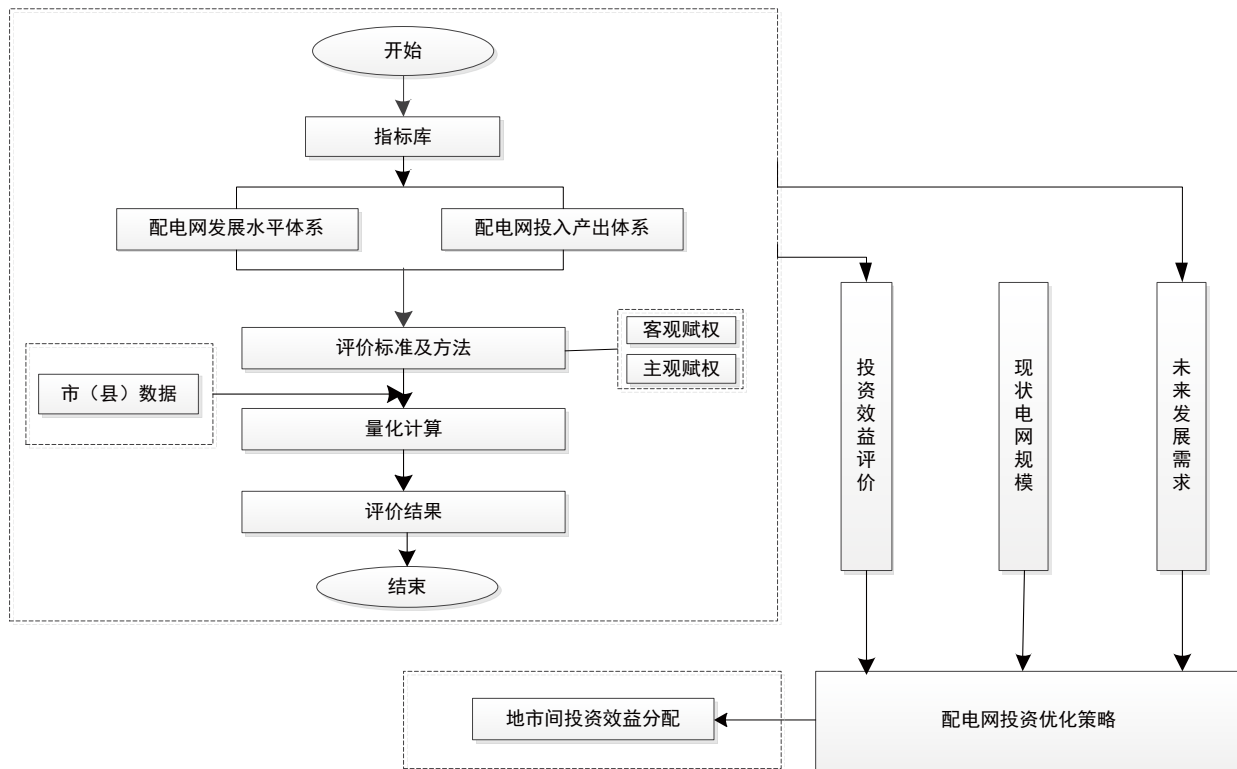 开始
指标库
配电网发展水平体系
配电网投入产出体系
评价标准及方法
客观赋权
主观赋权
市（县）数据
量化计算
评价结果
结束
投资效益评价
现状电网规模
未来发展需求
地市间投资效益分配
配电网投资优化策略